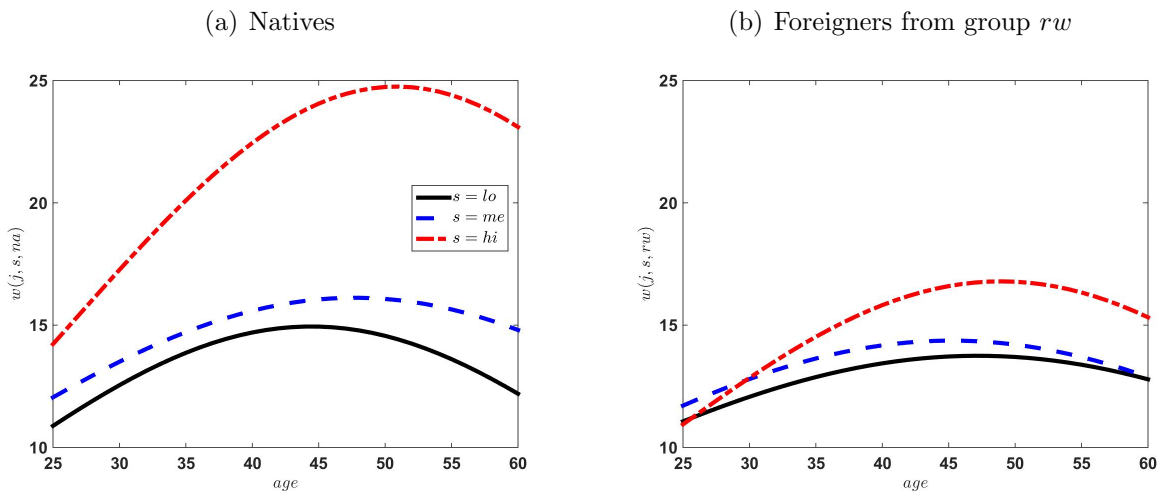 (a) Natives
25
20
15
10
w(j, s, na)
s = lo
s = me
s = hi
25 30 35 40 45 50 55 60
age
(b) Foreigners from group rw
25
20
15
10
w(j, s, rw)
25 30 35 40 45 50 55 60
age